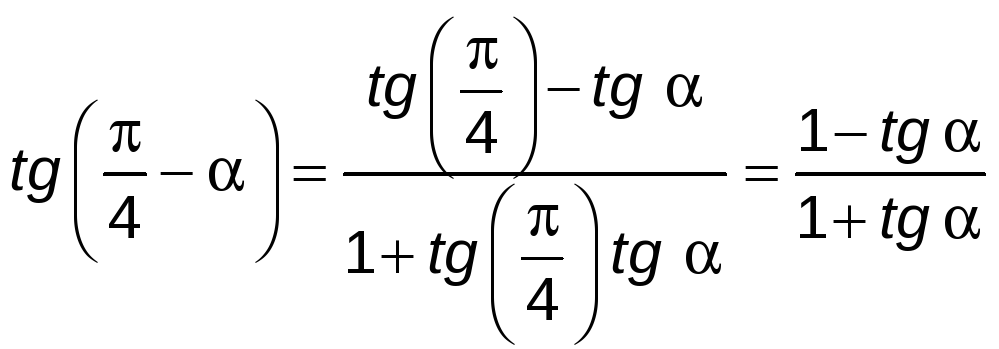 tg(π/4 − α) = (tg(π/4) − tg α)/(1 + tg(π/4) tg α) = (1 − tg α)/(1 + tg α)